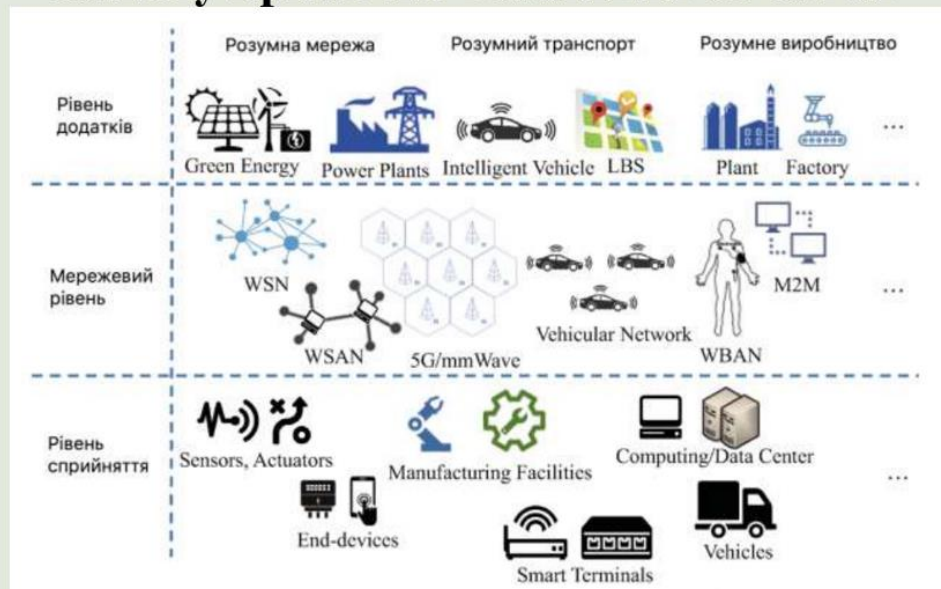 Розумна мережа
Розумний транспорт
Розумне виробництво
Рівень
додатків
Green Energy
Power Plants
Intelligent Vehicle
LBS
Plant
Factory
...
Мережевий
рівень
WSN
WSAN
5G/mmWave
Vehicular Network
WBAN
M2M
...
Рівень
сприйняття
Sensors, Actuators
Manufacturing Facilities
Computing/Data Center
...
End-devices
Smart Terminals
Vehicles